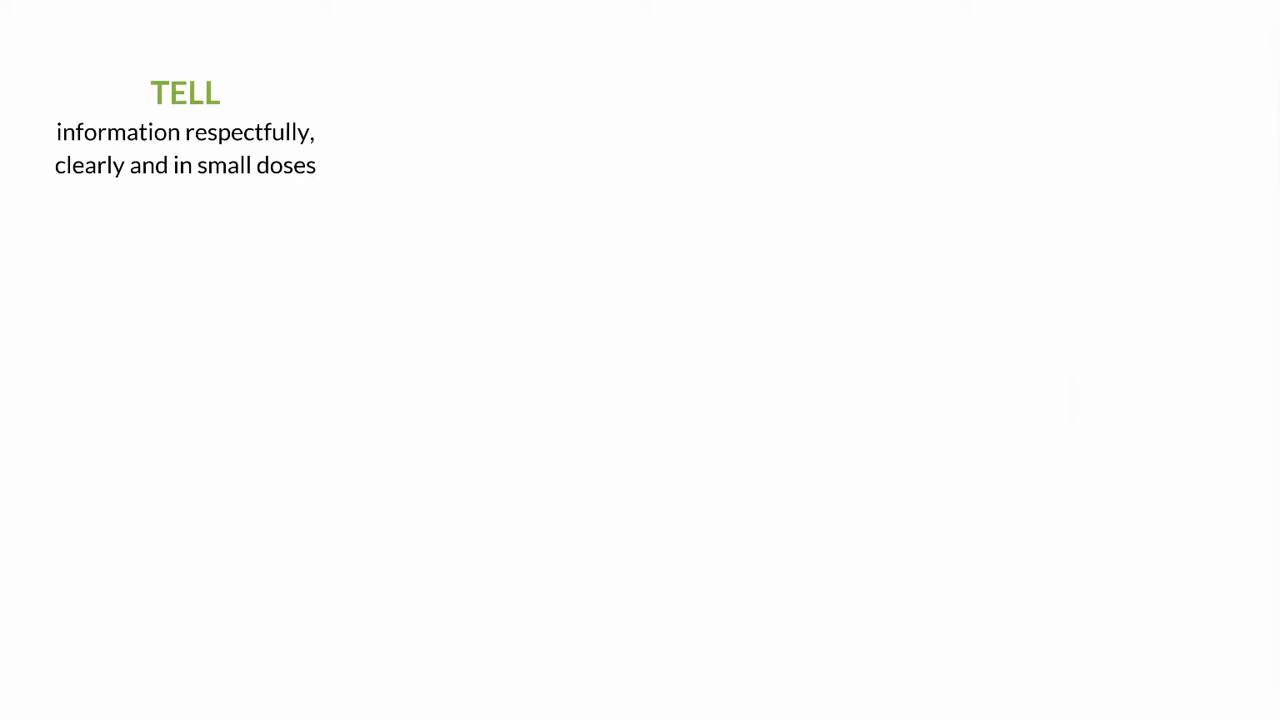 TELL
information respectfully,
clearly and in small doses